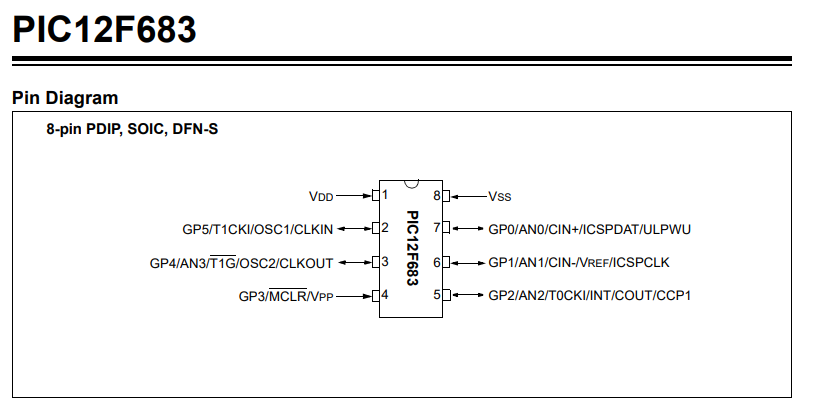 PIC12F683
Pin Diagram
8-pin PDIP, SOIC, DFN-S
VDD 1 8 VSS
GP5/T1CKI/OSC1/CLKIN 2 7 GP0/AN0/CIN+/ICSPDAT/ULPWU
GP4/AN3/T1G/OSC2/CLKOUT 3 6 GP1/AN1/CIN-/VREF/ICSPCLK
GP3/MCLR/VPP 4 5 GP2/AN2/T0CKI/INT/COUT/CCP1
PIC12F683